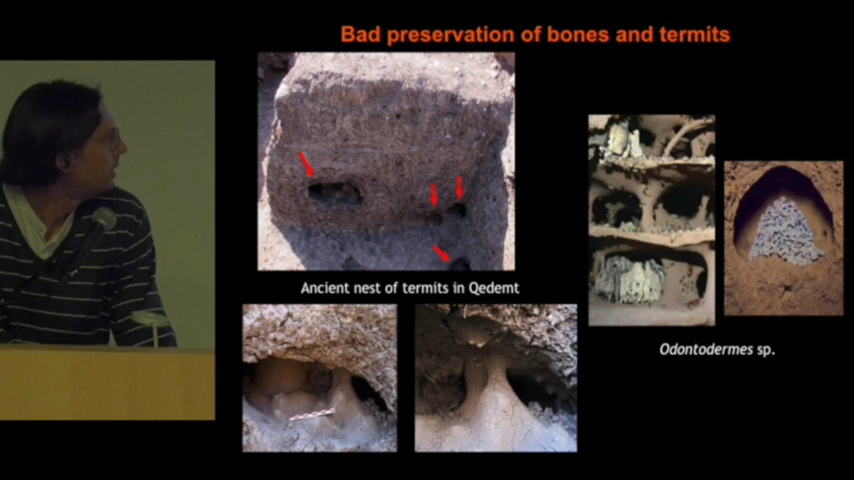 Bad preservation of bones and termits
Ancient nest of termits in Qedemt
Odontodermes sp.